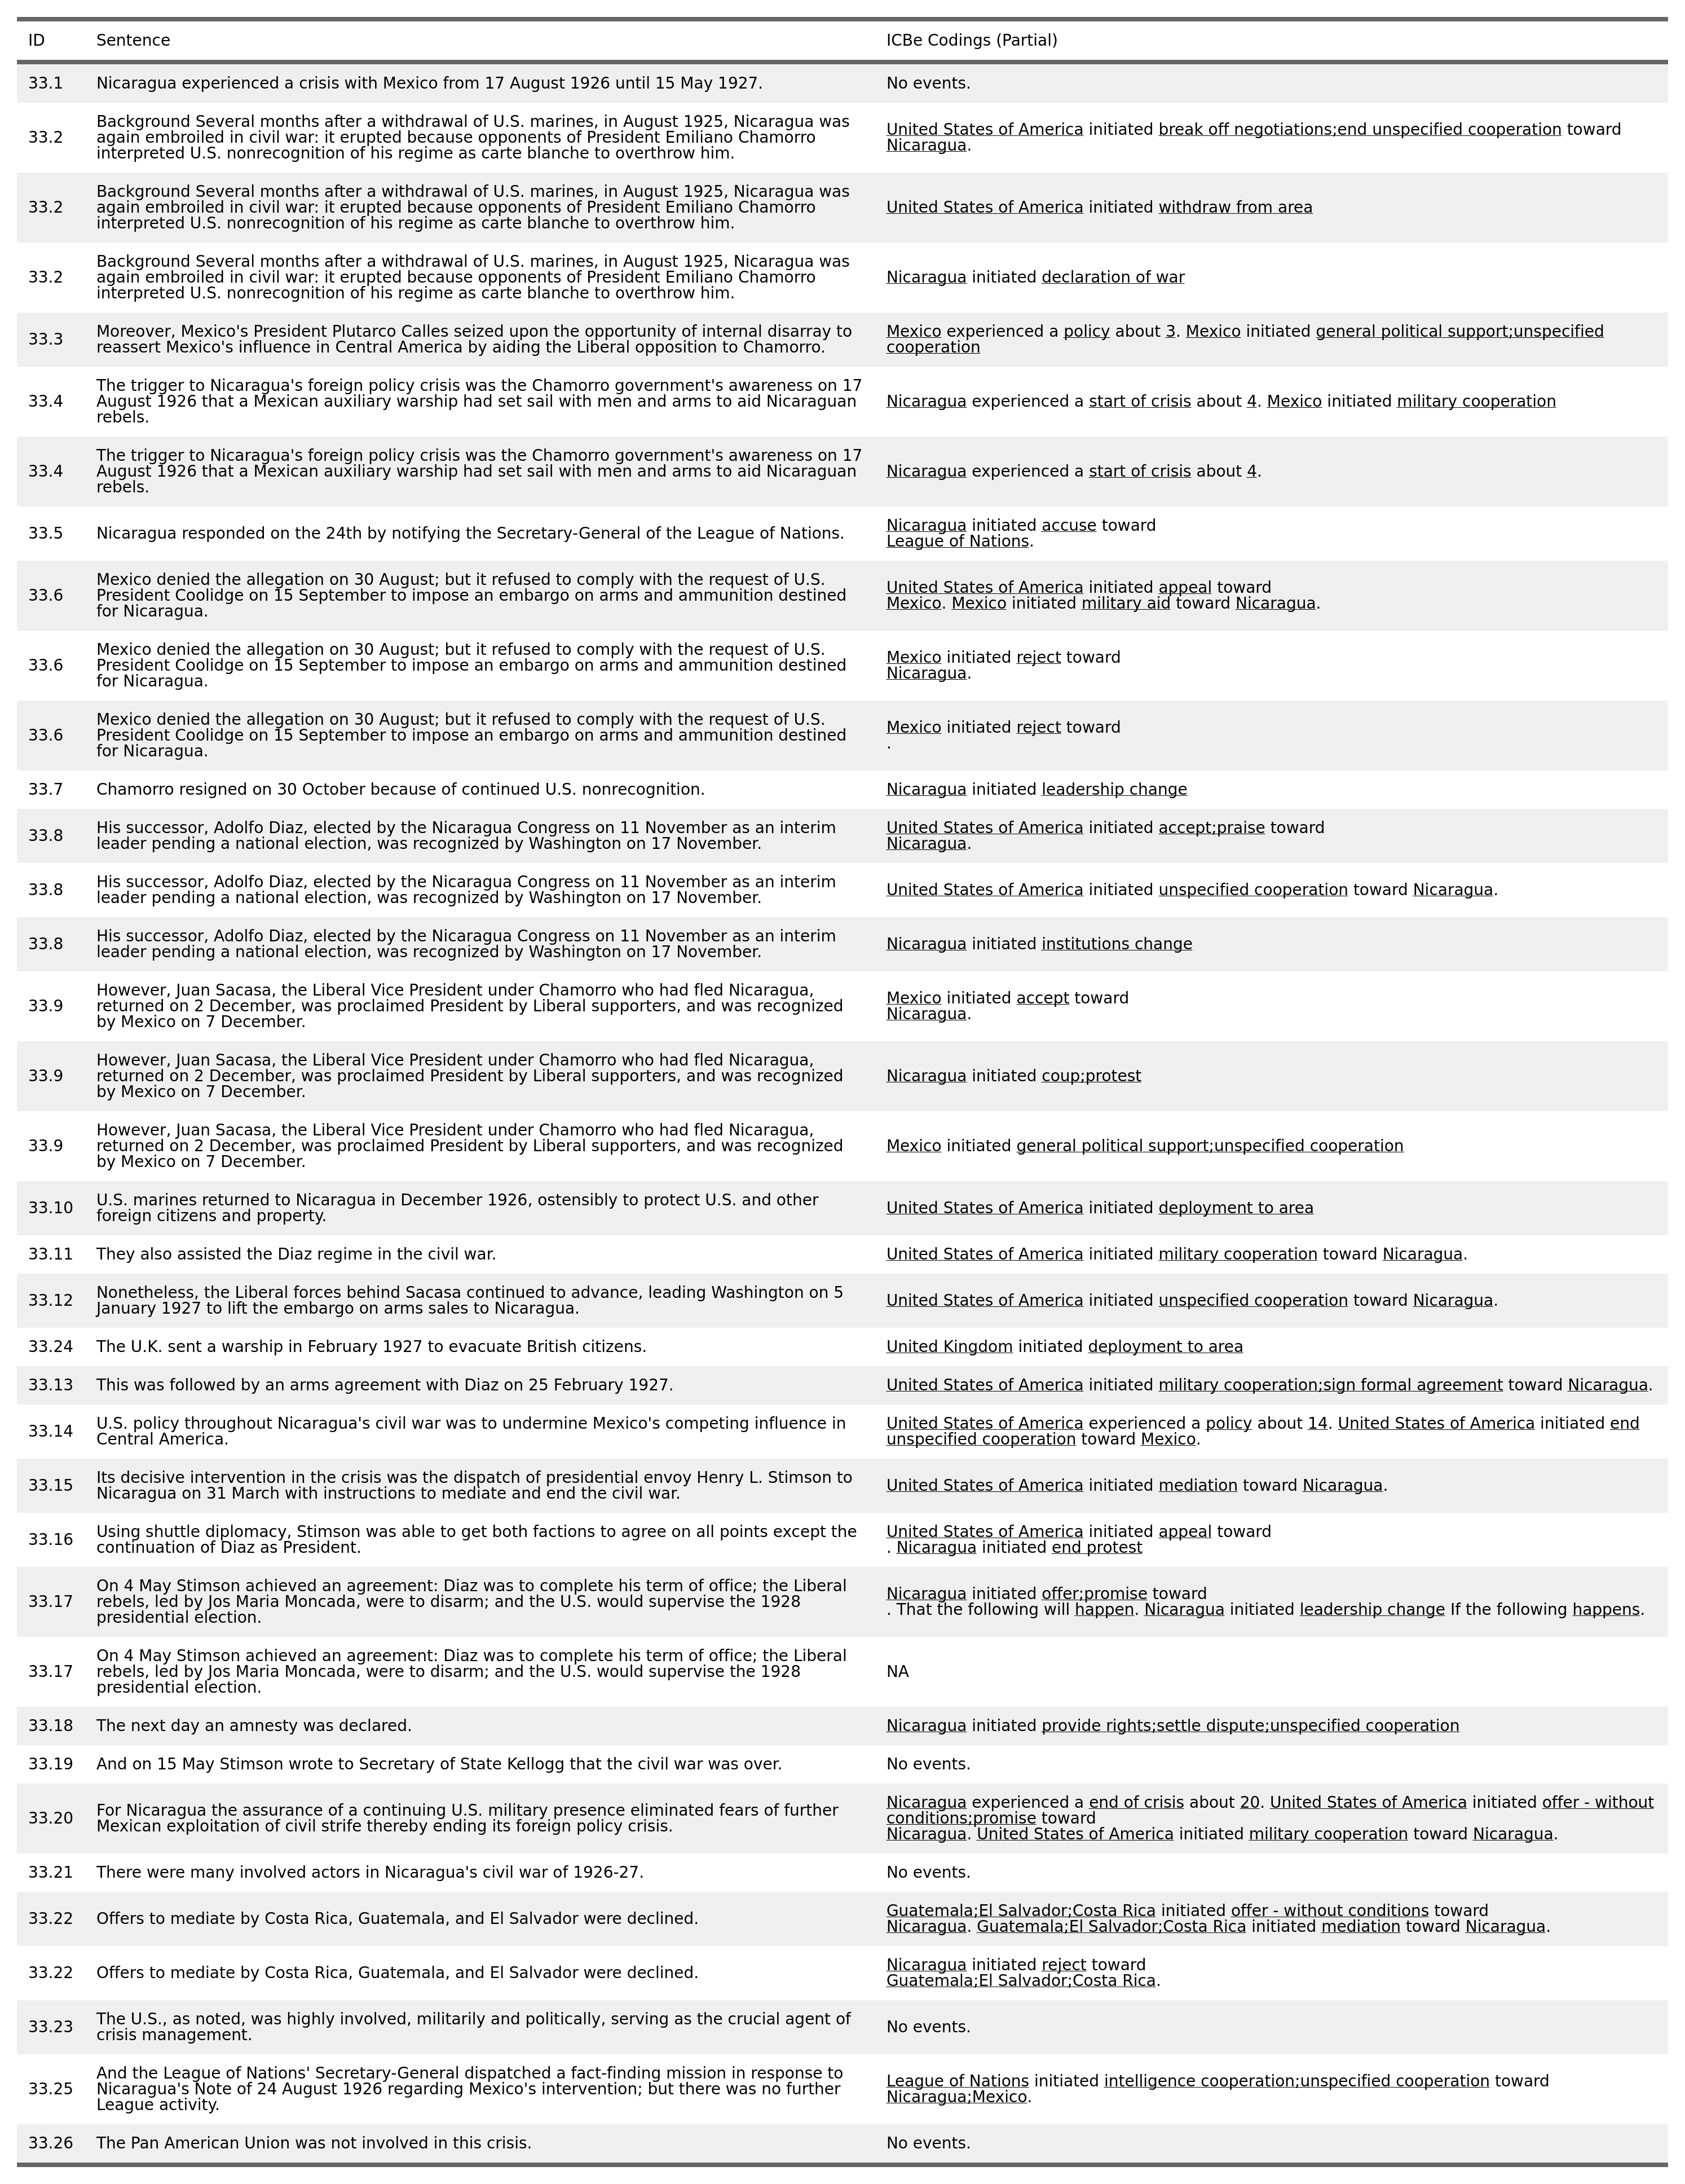 ID Sentence ICBe Codings (Partial)
33.1 Nicaragua experienced a crisis with Mexico from 17 August 1926 until 15 May 1927. No events.
33.2 Background Several months after a withdrawal of U.S. marines, in August 1925, Nicaragua was
again embroiled in civil war: it erupted because opponents of President Emiliano Chamorro
interpreted U.S. nonrecognition of his regime as carte blanche to overthrow him.
United States of America initiated break off negotiations;end unspecified cooperation toward
Nicaragua.
33.2 Background Several months after a withdrawal of U.S. marines, in August 1925, Nicaragua was
again embroiled in civil war: it erupted because opponents of President Emiliano Chamorro
interpreted U.S. nonrecognition of his regime as carte blanche to overthrow him.
United States of America initiated withdraw from area
33.2 Background Several months after a withdrawal of U.S. marines, in August 1925, Nicaragua was
again embroiled in civil war: it erupted because opponents of President Emiliano Chamorro
interpreted U.S. nonrecognition of his regime as carte blanche to overthrow him.
Nicaragua initiated declaration of war
33.3 Moreover, Mexico's President Plutarco Calles seized upon the opportunity of internal disarray to
reassert Mexico's influence in Central America by aiding the Liberal opposition to Chamorro.
Mexico experienced a policy about 3. Mexico initiated general political support;unspecified
cooperation
33.4 The trigger to Nicaragua's foreign policy crisis was the Chamorro government's awareness on 17
August 1926 that a Mexican auxiliary warship had set sail with men and arms to aid Nicaraguan
rebels.
Nicaragua experienced a start of crisis about 4. Mexico initiated military cooperation
33.4 The trigger to Nicaragua's foreign policy crisis was the Chamorro government's awareness on 17
August 1926 that a Mexican auxiliary warship had set sail with men and arms to aid Nicaraguan
rebels.
Nicaragua experienced a start of crisis about 4.
33.5 Nicaragua responded on the 24th by notifying the Secretary-General of the League of Nations.
Nicaragua initiated accuse toward
League of Nations.
33.6 Mexico denied the allegation on 30 August; but it refused to comply with the request of U.S.
President Coolidge on 15 September to impose an embargo on arms and ammunition destined
for Nicaragua.
United States of America initiated appeal toward
Mexico. Mexico initiated military aid toward Nicaragua.
33.6 Mexico denied the allegation on 30 August; but it refused to comply with the request of U.S.
President Coolidge on 15 September to impose an embargo on arms and ammunition destined
for Nicaragua.
Mexico initiated reject toward
Nicaragua.
33.6 Mexico denied the allegation on 30 August; but it refused to comply with the request of U.S.
President Coolidge on 15 September to impose an embargo on arms and ammunition destined
for Nicaragua.
Mexico initiated reject toward
.
33.7 Chamorro resigned on 30 October because of continued U.S. nonrecognition. Nicaragua initiated leadership change
33.8 His successor, Adolfo Diaz, elected by the Nicaragua Congress on 11 November as an interim
leader pending a national election, was recognized by Washington on 17 November.
United States of America initiated accept;praise toward
Nicaragua.
33.8 His successor, Adolfo Diaz, elected by the Nicaragua Congress on 11 November as an interim
leader pending a national election, was recognized by Washington on 17 November.
United States of America initiated unspecified cooperation toward Nicaragua.
33.8 His successor, Adolfo Diaz, elected by the Nicaragua Congress on 11 November as an interim
leader pending a national election, was recognized by Washington on 17 November.
Nicaragua initiated institutions change
33.9 However, Juan Sacasa, the Liberal Vice President under Chamorro who had fled Nicaragua,
returned on 2 December, was proclaimed President by Liberal supporters, and was recognized
by Mexico on 7 December.
Mexico initiated accept toward
Nicaragua.
33.9 However, Juan Sacasa, the Liberal Vice President under Chamorro who had fled Nicaragua,
returned on 2 December, was proclaimed President by Liberal supporters, and was recognized
by Mexico on 7 December.
Nicaragua initiated coup;protest
33.9 However, Juan Sacasa, the Liberal Vice President under Chamorro who had fled Nicaragua,
returned on 2 December, was proclaimed President by Liberal supporters, and was recognized
by Mexico on 7 December.
Mexico initiated general political support;unspecified cooperation
33.10 U.S. marines returned to Nicaragua in December 1926, ostensibly to protect U.S. and other
foreign citizens and property.
United States of America initiated deployment to area
33.11 They also assisted the Diaz regime in the civil war. United States of America initiated military cooperation toward Nicaragua.
33.12 Nonetheless, the Liberal forces behind Sacasa continued to advance, leading Washington on 5
January 1927 to lift the embargo on arms sales to Nicaragua.
United States of America initiated unspecified cooperation toward Nicaragua.
33.24 The U.K. sent a warship in February 1927 to evacuate British citizens. United Kingdom initiated deployment to area
33.13 This was followed by an arms agreement with Diaz on 25 February 1927. United States of America initiated military cooperation;sign formal agreement toward Nicaragua.
33.14 U.S. policy throughout Nicaragua's civil war was to undermine Mexico's competing influence in
Central America.
United States of America experienced a policy about 14. United States of America initiated end
unspecified cooperation toward Mexico.
33.15 Its decisive intervention in the crisis was the dispatch of presidential envoy Henry L. Stimson to
Nicaragua on 31 March with instructions to mediate and end the civil war.
United States of America initiated mediation toward Nicaragua.
33.16 Using shuttle diplomacy, Stimson was able to get both factions to agree on all points except the
continuation of Diaz as President.
United States of America initiated appeal toward
. Nicaragua initiated end protest
33.17 On 4 May Stimson achieved an agreement: Diaz was to complete his term of office; the Liberal
rebels, led by Jos Maria Moncada, were to disarm; and the U.S. would supervise the 1928
presidential election.
Nicaragua initiated offer;promise toward
. That the following will happen. Nicaragua initiated leadership change If the following happens.
33.17 On 4 May Stimson achieved an agreement: Diaz was to complete his term of office; the Liberal
rebels, led by Jos Maria Moncada, were to disarm; and the U.S. would supervise the 1928
presidential election.
NA
33.18 The next day an amnesty was declared. Nicaragua initiated provide rights;settle dispute;unspecified cooperation
33.19 And on 15 May Stimson wrote to Secretary of State Kellogg that the civil war was over. No events.
33.20 For Nicaragua the assurance of a continuing U.S. military presence eliminated fears of further
Mexican exploitation of civil strife thereby ending its foreign policy crisis.
Nicaragua experienced a end of crisis about 20. United States of America initiated offer - without
conditions;promise toward
Nicaragua. United States of America initiated military cooperation toward Nicaragua.
33.21 There were many involved actors in Nicaragua's civil war of 1926-27. No events.
33.22 Offers to mediate by Costa Rica, Guatemala, and El Salvador were declined.
Guatemala;El Salvador;Costa Rica initiated offer - without conditions toward
Nicaragua. Guatemala;El Salvador;Costa Rica initiated mediation toward Nicaragua.
33.22 Offers to mediate by Costa Rica, Guatemala, and El Salvador were declined.
Nicaragua initiated reject toward
Guatemala;El Salvador;Costa Rica.
33.23 The U.S., as noted, was highly involved, militarily and politically, serving as the crucial agent of
crisis management.
No events.
33.25 And the League of Nations' Secretary-General dispatched a fact-finding mission in response to
Nicaragua's Note of 24 August 1926 regarding Mexico's intervention; but there was no further
League activity.
League of Nations initiated intelligence cooperation;unspecified cooperation toward
Nicaragua;Mexico.
33.26 The Pan American Union was not involved in this crisis. No events.